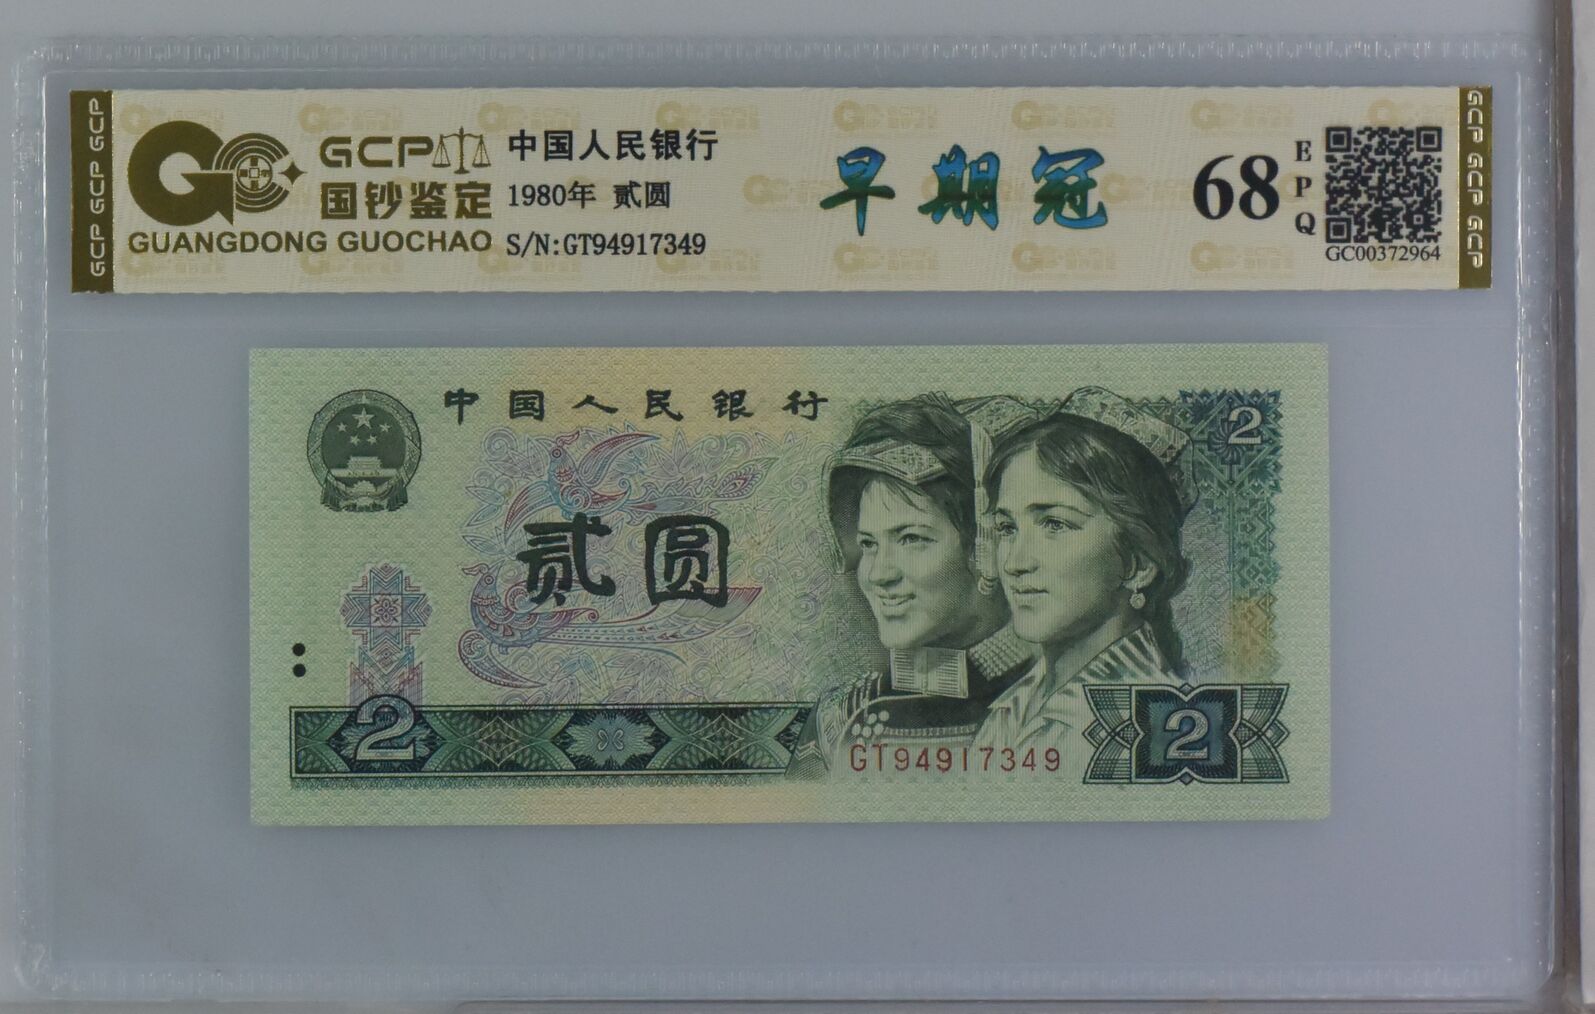 GCP GCP GCP
GC
GCP
国钞鉴定
GUANGDONG GUOCHAO
中国人民银行
1980年 贰圆
S/N:GT94917349
早期冠
68
EPQ
GC00372964
GCP GCP GCP
中国人民银行
2
贰圆
2
GT94917349
2